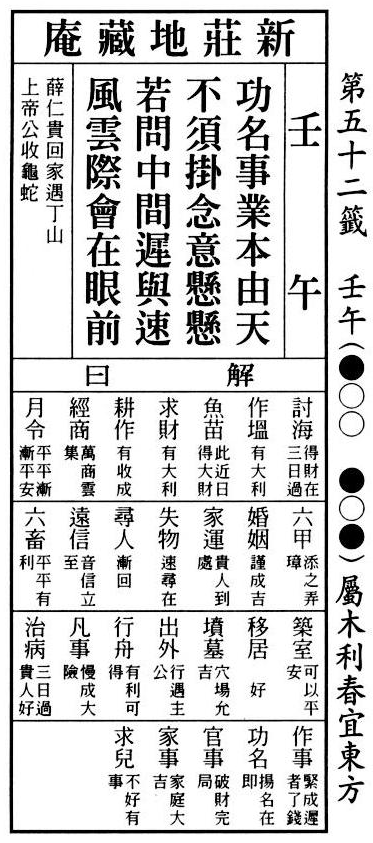 第五十二籤 壬午(●○○ ●○●)屬木利春宜東方
新莊地藏庵
壬午
功名事業本由天
不須掛念意懸懸
若問中間遲與速
風雲際會在眼前
薛仁貴回家遇丁山
上帝公收龜蛇
解曰
討海 得財在三日過
作塭 有大利
魚苗 此近日得大財
求財 有大利
耕作 有收成
經商 萬商雲集
月令 平平漸漸平安
六甲 添之弄璋
婚姻 謹成吉
家運 貴人到處
失物 速尋在
尋人 漸回
遠信 音信立至
六畜 平平有利
築室 可以平安
移居 好
墳墓 穴場允吉
出外 行遇主公
行舟 有利可得
凡事 慢成大險
治病 三日過貴人好
作事 緊成遲者了錢
功名 揚名在即
官事 破財完局
家事 家庭大吉
求兒 不好有事